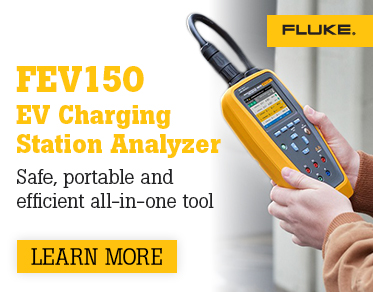 FLUKE.
FEV150
EV Charging
Station Analyzer
Safe, portable and
efficient all-in-one tool
LEARN MORE